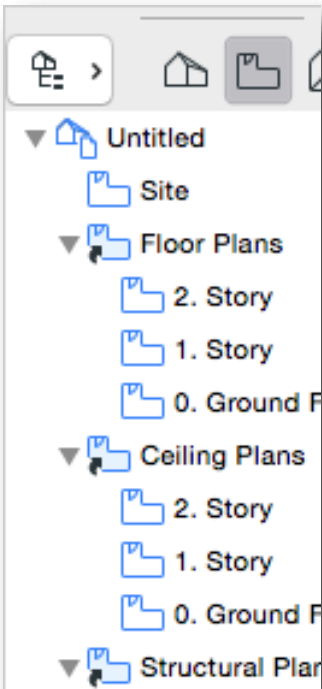 Untitled
Site
Floor Plans
2. Story
1. Story
0. Ground
Ceiling Plans
2. Story
1. Story
0. Ground
Structural